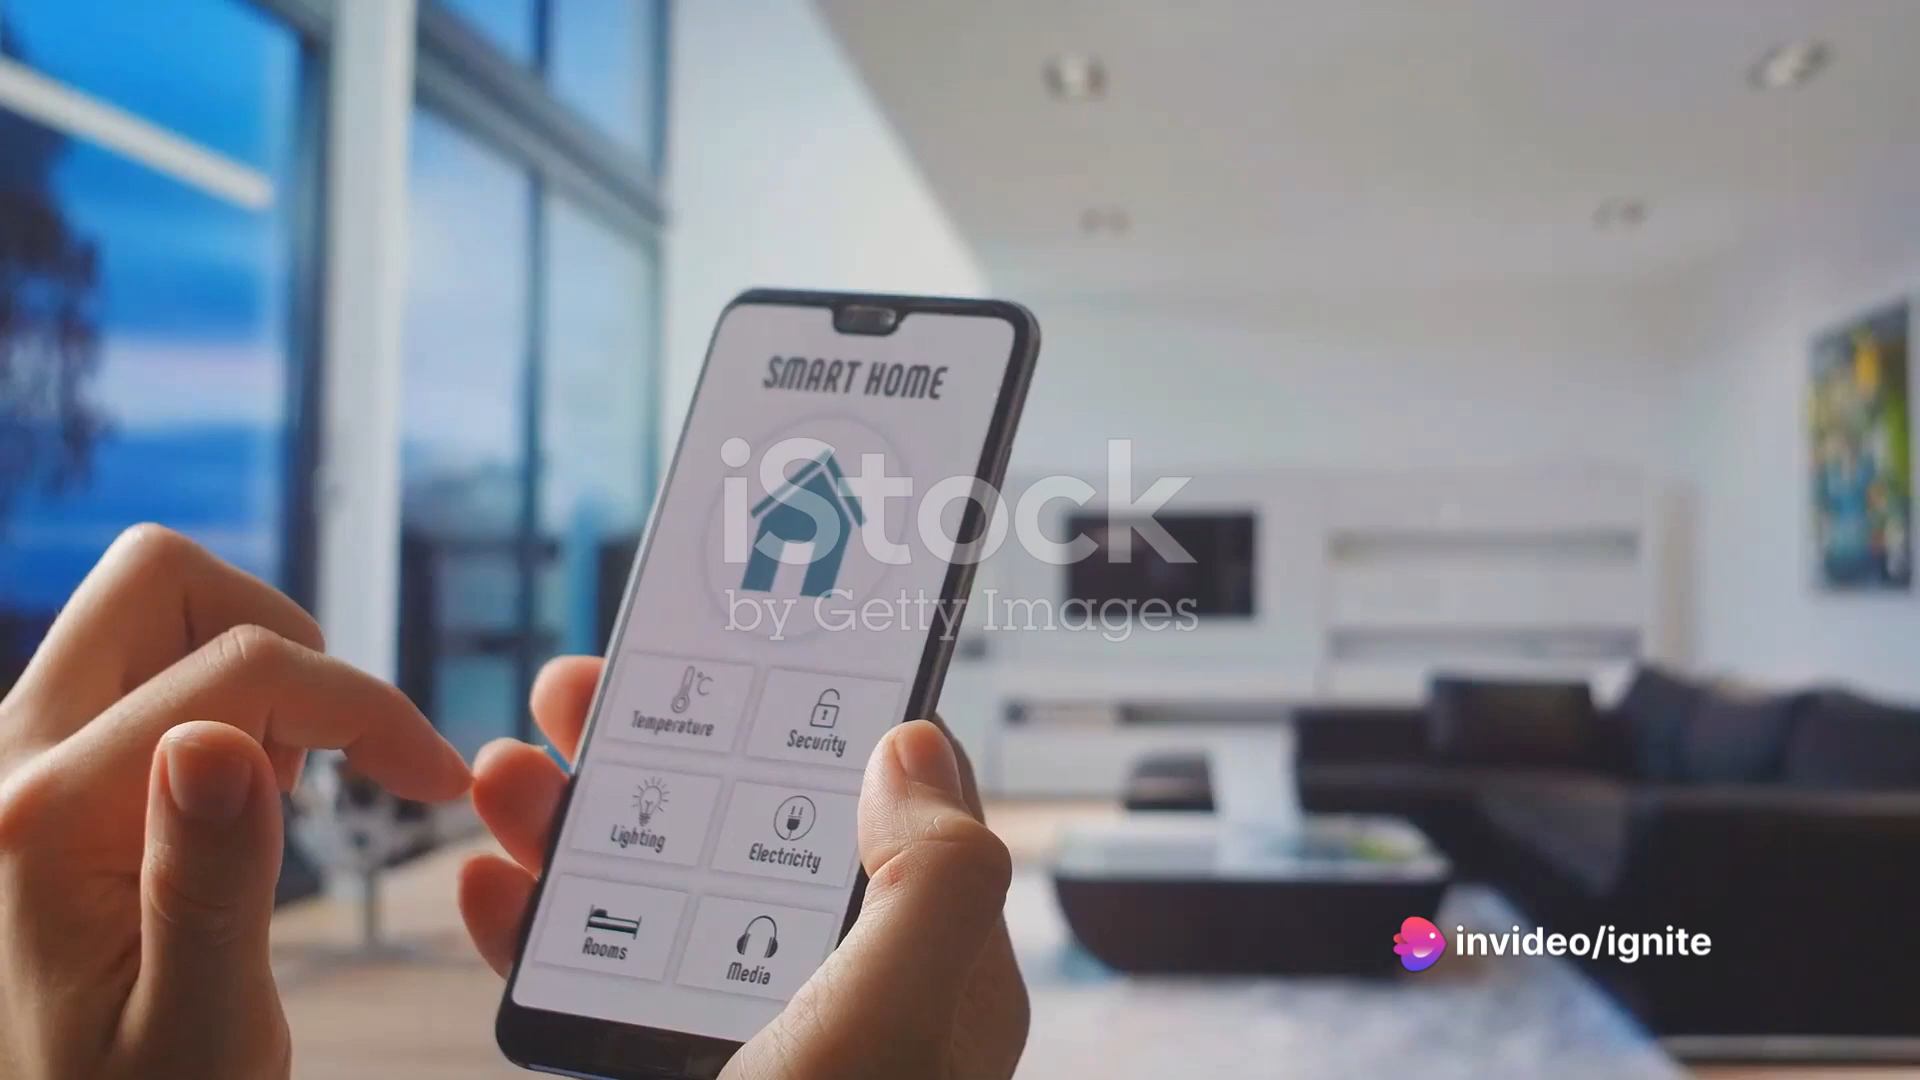 SMART HOME
iStock
by Getty Images
°C
Temperature
Security
Lighting
Electricity
Rooms
Media
invideo/ignite